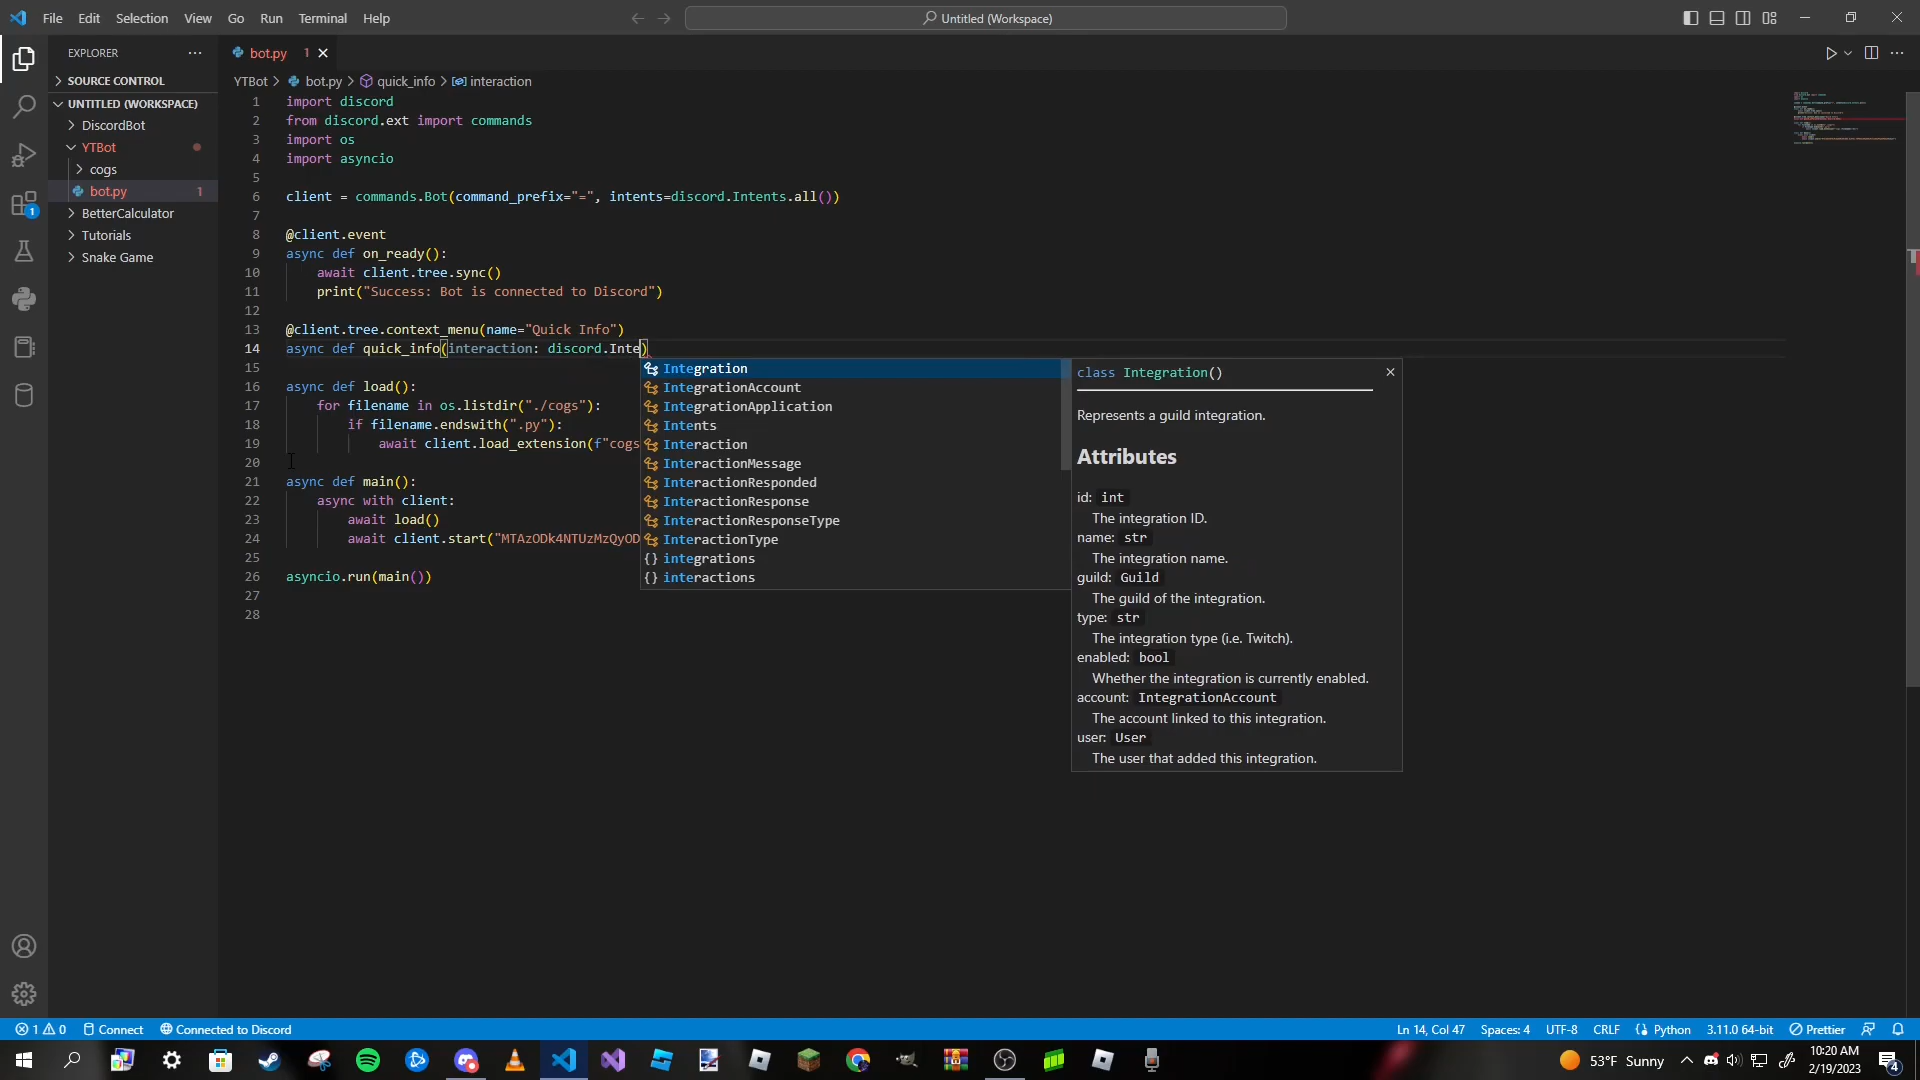 File Edit Selection View Go Run Terminal Help
Untitled (Workspace)
EXPLORER
SOURCE CONTROL
UNTITLED (WORKSPACE)
DiscordBot
YTBot
cogs
bot.py 1
BetterCalculator
Tutorials
Snake Game
1
bot.py 1
YTBot > bot.py > quick_info > interaction
1 import discord
2 from discord.ext import commands
3 import os
4 import asyncio
5
6 client = commands.Bot(command_prefix="=", intents=discord.Intents.all())
7
8 @client.event
9 async def on_ready():
10 await client.tree.sync()
11 print("Success: Bot is connected to Discord")
12
13 @client.tree.context_menu(name="Quick Info")
14 async def quick_info(interaction: discord.Inte)
15
16 async def load():
17 for filename in os.listdir("./cogs"):
18 if filename.endswith(".py"):
19 await client.load_extension(f"cogs
20
21 async def main():
22 async with client:
23 await load()
24 await client.start("MTAzODk4NTUzMzQyOD
25
26 asyncio.run(main())
27
28
Integration
IntegrationAccount
IntegrationApplication
Intents
Interaction
InteractionMessage
InteractionResponded
InteractionResponse
InteractionResponseType
InteractionType
{} integrations
{} interactions
class Integration()
Represents a guild integration.
Attributes
id: int
The integration ID.
name: str
The integration name.
guild: Guild
The guild of the integration.
type: str
The integration type (i.e. Twitch).
enabled: bool
Whether the integration is currently enabled.
account: IntegrationAccount
The account linked to this integration.
user: User
The user that added this integration.
1 0 Connect Connected to Discord
Ln 14, Col 47 Spaces: 4 UTF-8 CRLF Python 3.11.0 64-bit Prettier
53°F Sunny
10:20 AM
2/19/2023
4